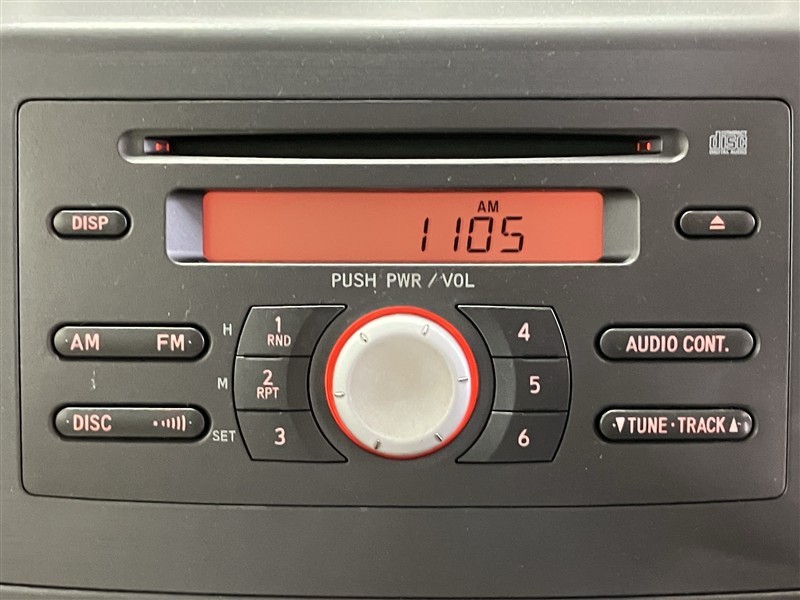 disc
DIGITAL AUDIO
DISP
AM
1105
PUSH PWR / VOL
AM FM
H
1
RND
4
AUDIO CONT.
M
2
RPT
5
DISC
SET
3
6
TUNE · TRACK